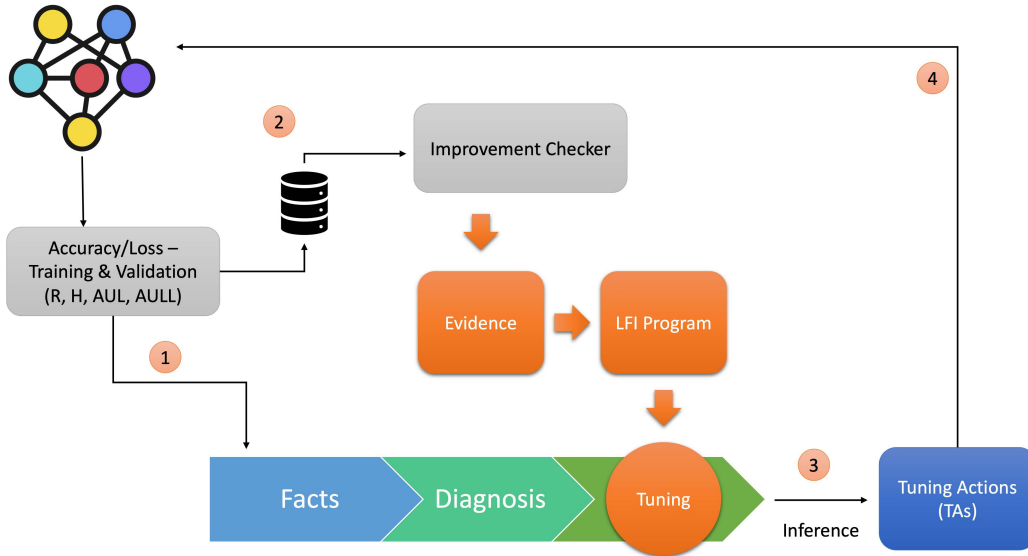 4
2
Improvement Checker
Accuracy/Loss –
Training & Validation
(R, H, AUL, AULL)
Evidence
LFI Program
1
Facts
Diagnosis
Tuning
3
Inference
Tuning Actions
(TAs)